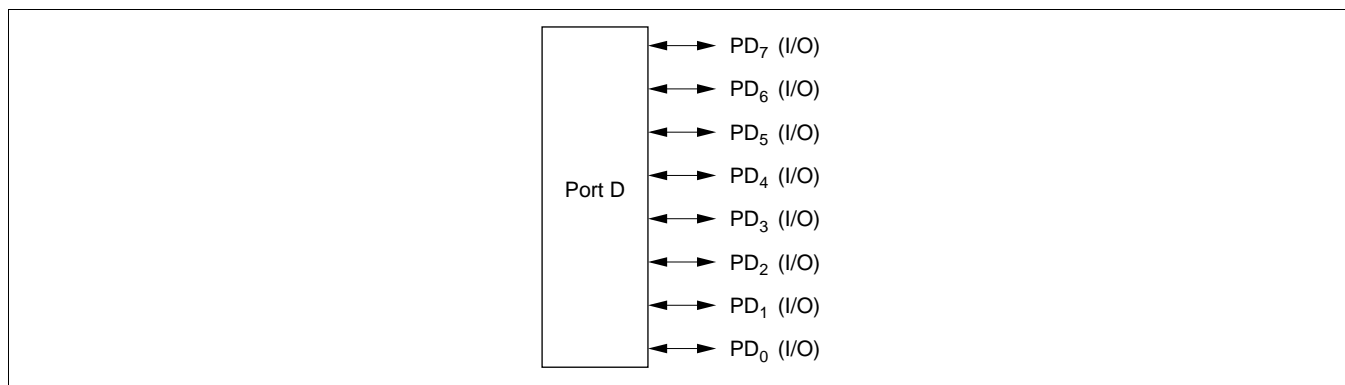 PD7 (I/O)
PD6 (I/O)
PD5 (I/O)
PD4 (I/O)
Port D
PD3 (I/O)
PD2 (I/O)
PD1 (I/O)
PD0 (I/O)